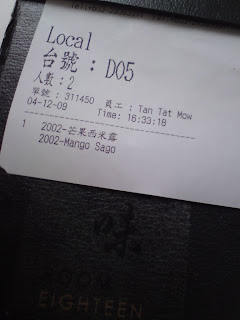 Local
台號：D05
人數：2
單號：311450 員工：Tan Tat Mow
04-12-09 Time: 16:33:18
1 2002-芒果西米露
2002-Mango Sago
味
EIGHTEEN